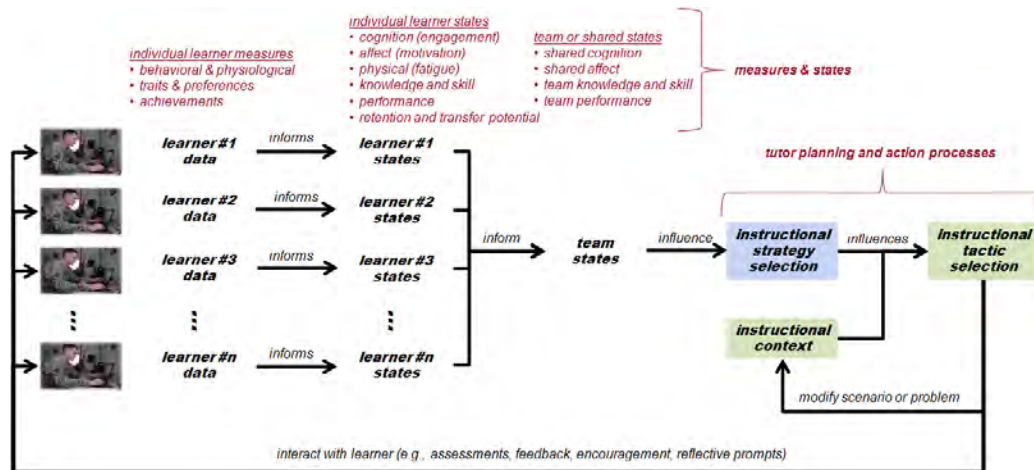 individual learner measures
• behavioral & physiological
• traits & preferences
• achievements
individual learner states
• cognition (engagement)
• affect (motivation)
• physical (fatigue)
• knowledge and skill
• performance
• retention and transfer potential
team or shared states
• shared cognition
• shared affect
• team knowledge and skill
• team performance
measures & states
learner #1
data
informs
learner #1
states
learner #2
data
informs
learner #2
states
learner #3
data
informs
learner #3
states
learner #n
data
informs
learner #n
states
inform
team
states
influence
tutor planning and action processes
instructional
strategy
selection
influences
instructional
tactic
selection
instructional
context
modify scenario or problem
interact with learner (e.g., assessments, feedback, encouragement, reflective prompts)